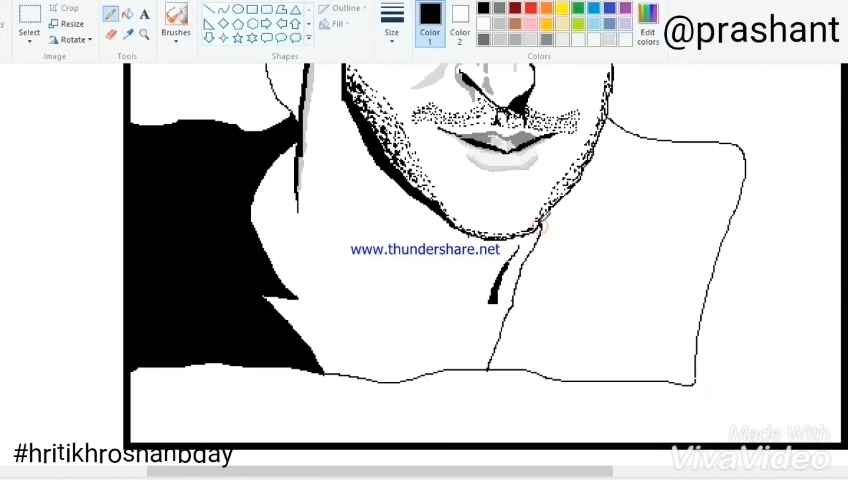 Select
Crop
Resize
Rotate
Image
Tools
Brushes
Shapes
Outline
Fill
Size
Color 1
Color 2
Colors
Edit colors
@prashant
www.thundershare.net
#hritikhroshanbday
Made With
VivaVideo